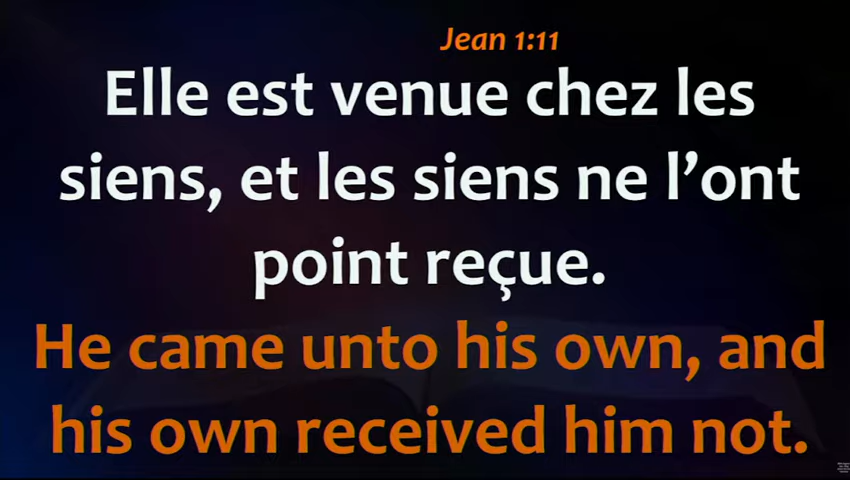 Jean 1:11
Elle est venue chez les
siens, et les siens ne l’ont
point reçue.
He came unto his own, and
his own received him not.